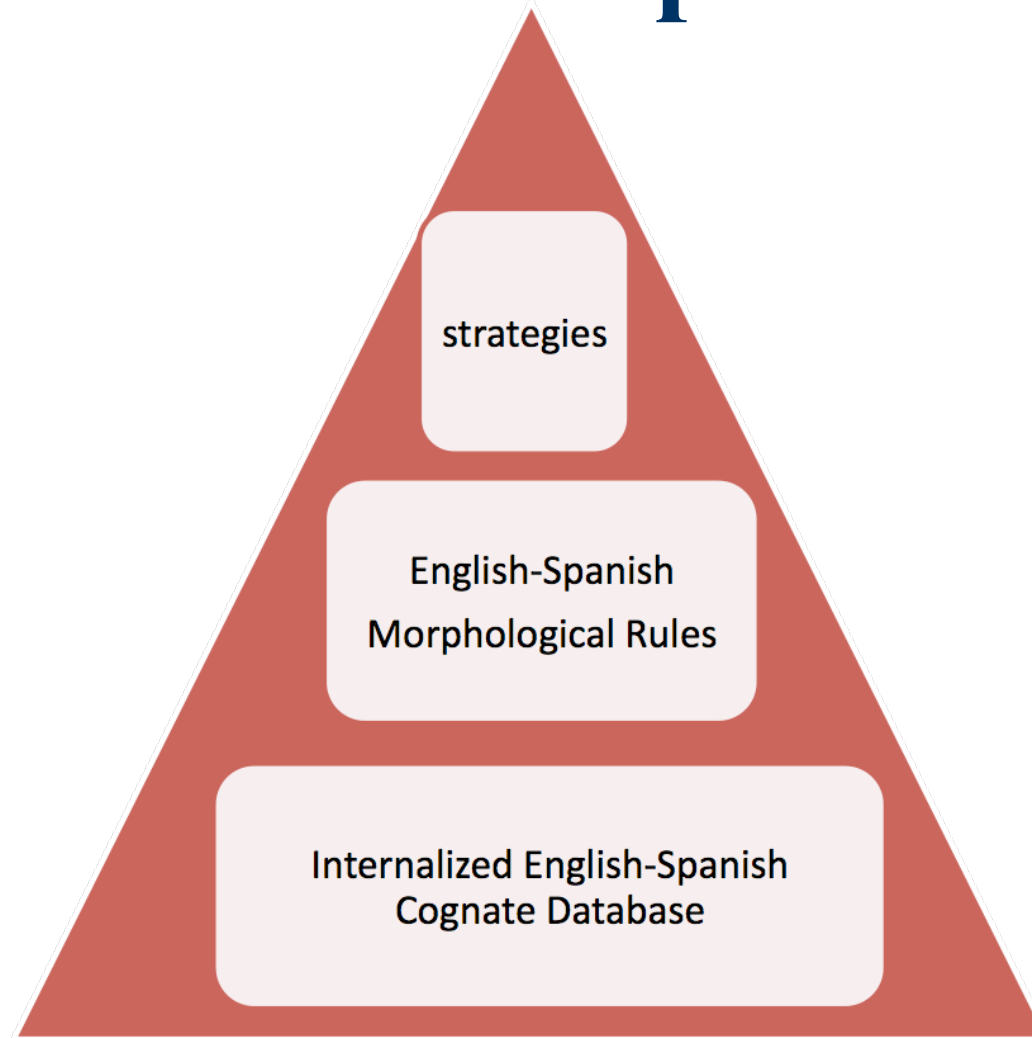 strategies
English-Spanish
Morphological Rules
Internalized English-Spanish
Cognate Database